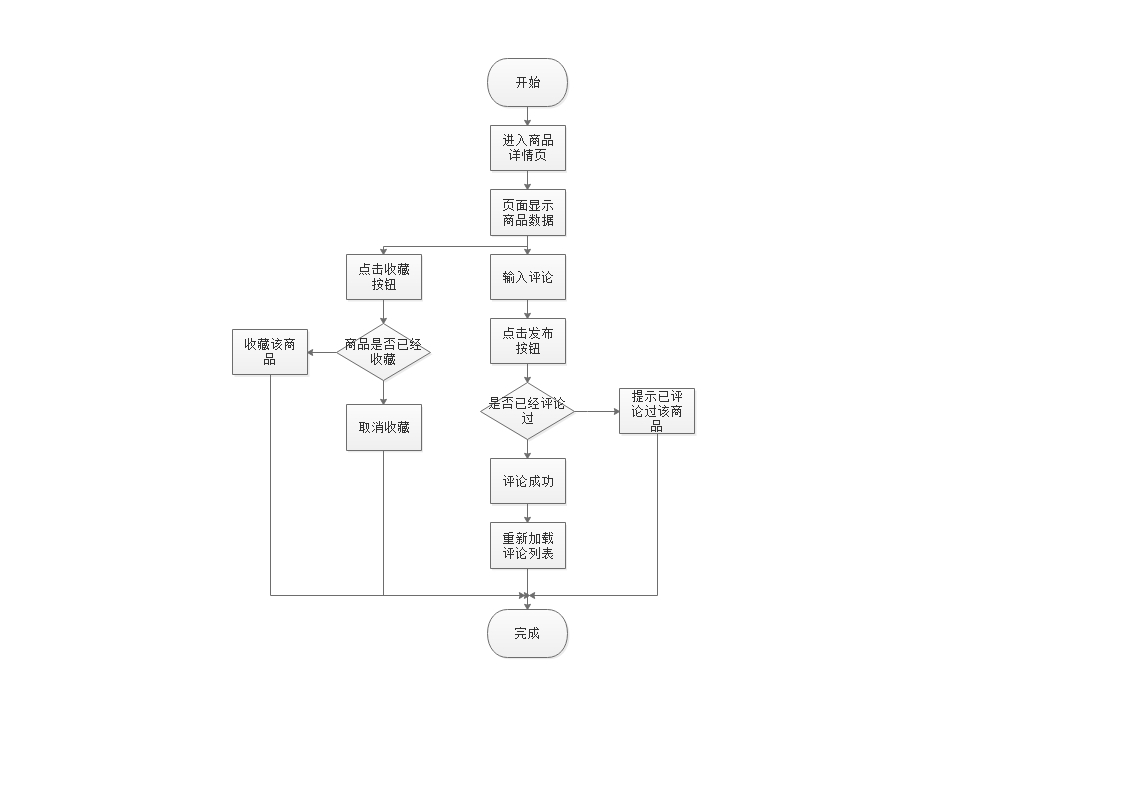 开始
进入商品
详情页
页面显示
商品数据
点击收藏
按钮
输入评论
点击发布
按钮
商品是否已经
收藏
收藏该商
品
取消收藏
是否已经评论
过
提示已评
论过该商
品
评论成功
重新加载
评论列表
完成